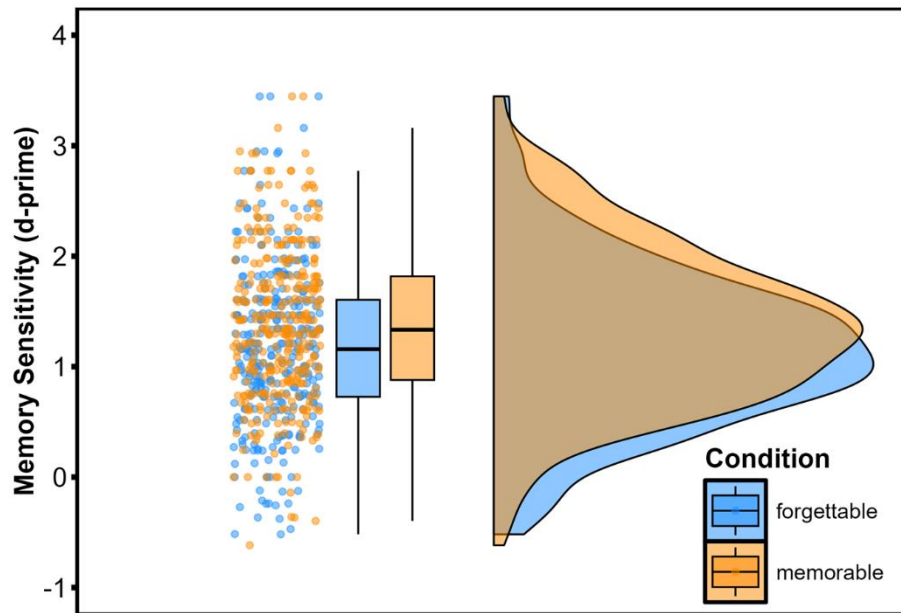 Memory Sensitivity (d-prime)
4
3
2
1
0
-1
Condition
forgettable
memorable